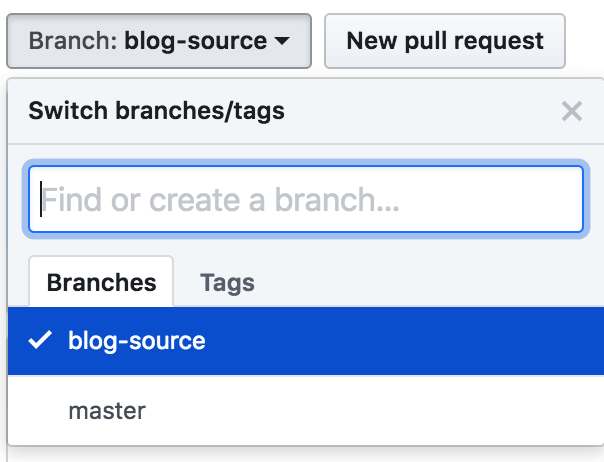 Branch: blog-source
New pull request
Switch branches/tags
Find or create a branch...
Branches
Tags
blog-source
master